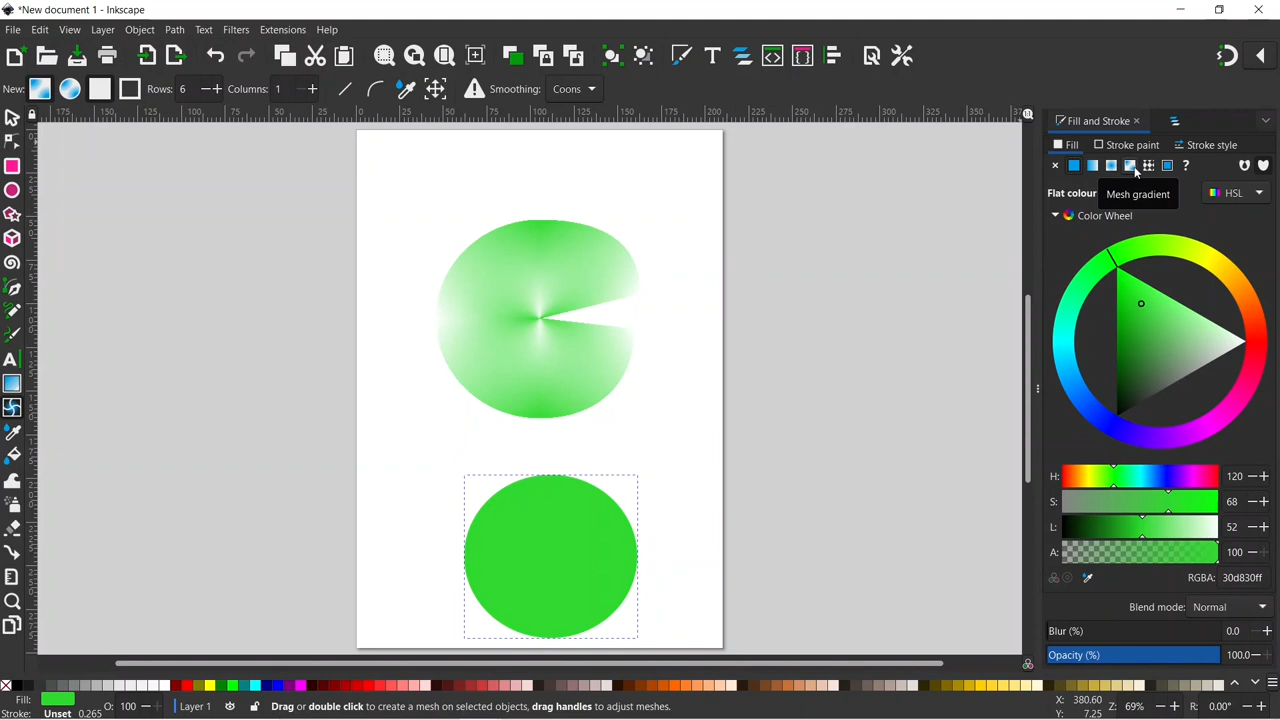 *New document 1 - Inkscape
File Edit View Layer Object Path Text Filters Extensions Help
New: Rows: 6 Columns: 1 Smoothing: Coons
Fill and Stroke
Fill Stroke paint Stroke style
Flat colour HSL
Mesh gradient
Color Wheel
H: 120
S: 68
L: 52
A: 100
RGBA: 30d830ff
Blend mode: Normal
Blur (%) 0.0
Opacity (%) 100.0
Fill:
Stroke: Unset 0.265
O: 100
Layer 1
Drag or double click to create a mesh on selected objects, drag handles to adjust meshes.
X: 380.60
Y: 7.25
Z: 69%
R: 0.00°